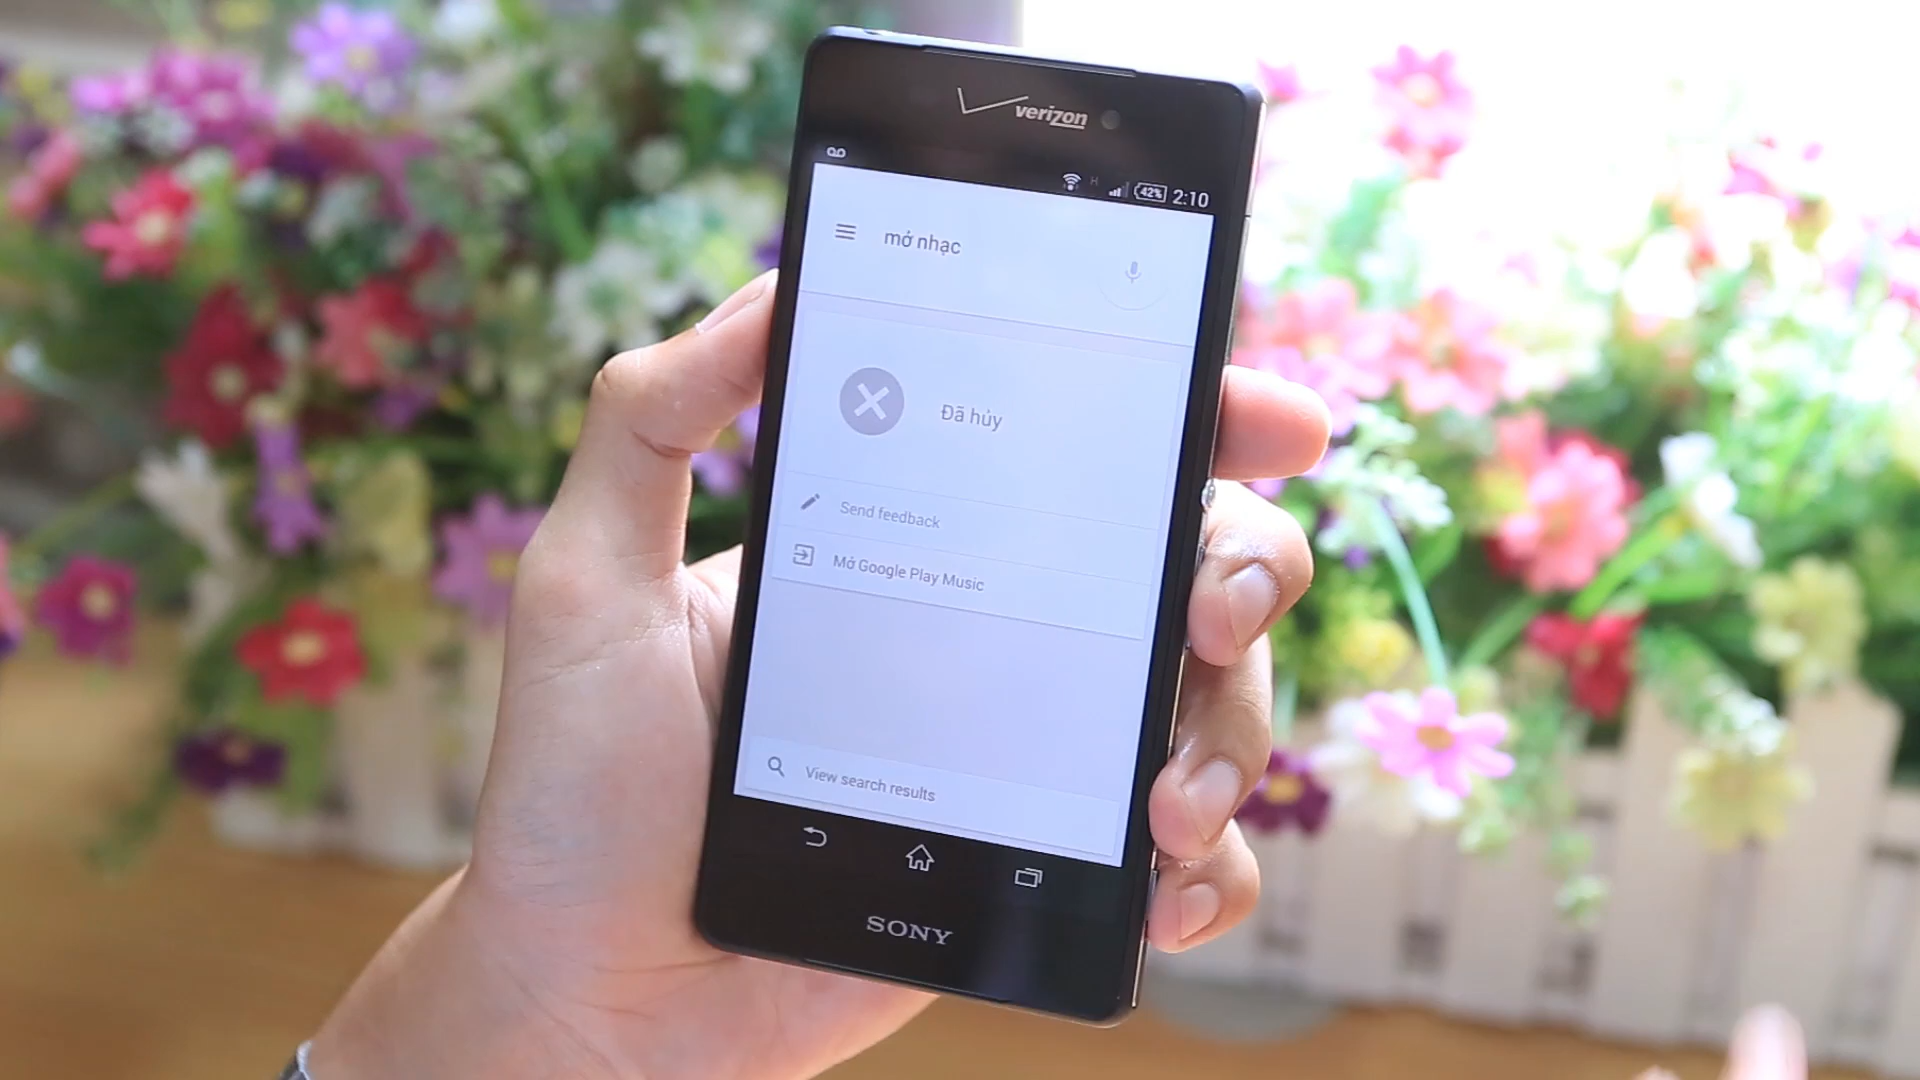 verizon
H 42% 2:10
mở nhạc
Đã hủy
Send feedback
Mở Google Play Music
View search results
SONY